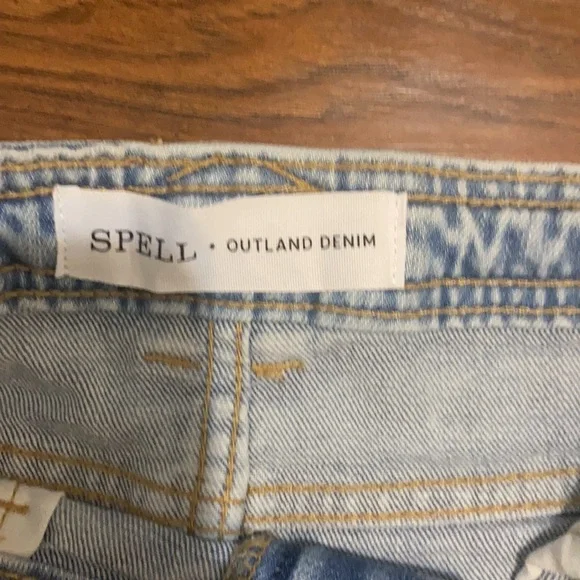 SPELL • OUTLAND DENIM